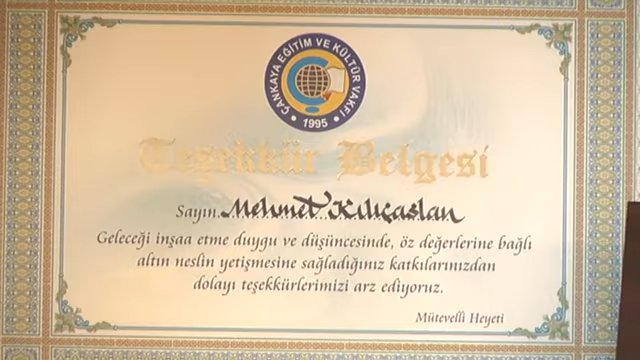 ÇANKAYA EĞİTİM VE KÜLTÜR VAKFI
• 1995 •
Teşekkür Belgesi
Sayın Mehmet Kılıçaslan
Geleceği inşaa etme duygu ve düşüncesinde, öz değerlerine bağlı
altın neslin yetişmesine sağladığınız katkılarınızdan
dolayı teşekkürlerimizi arz ediyoruz.
Mütevelli Heyeti